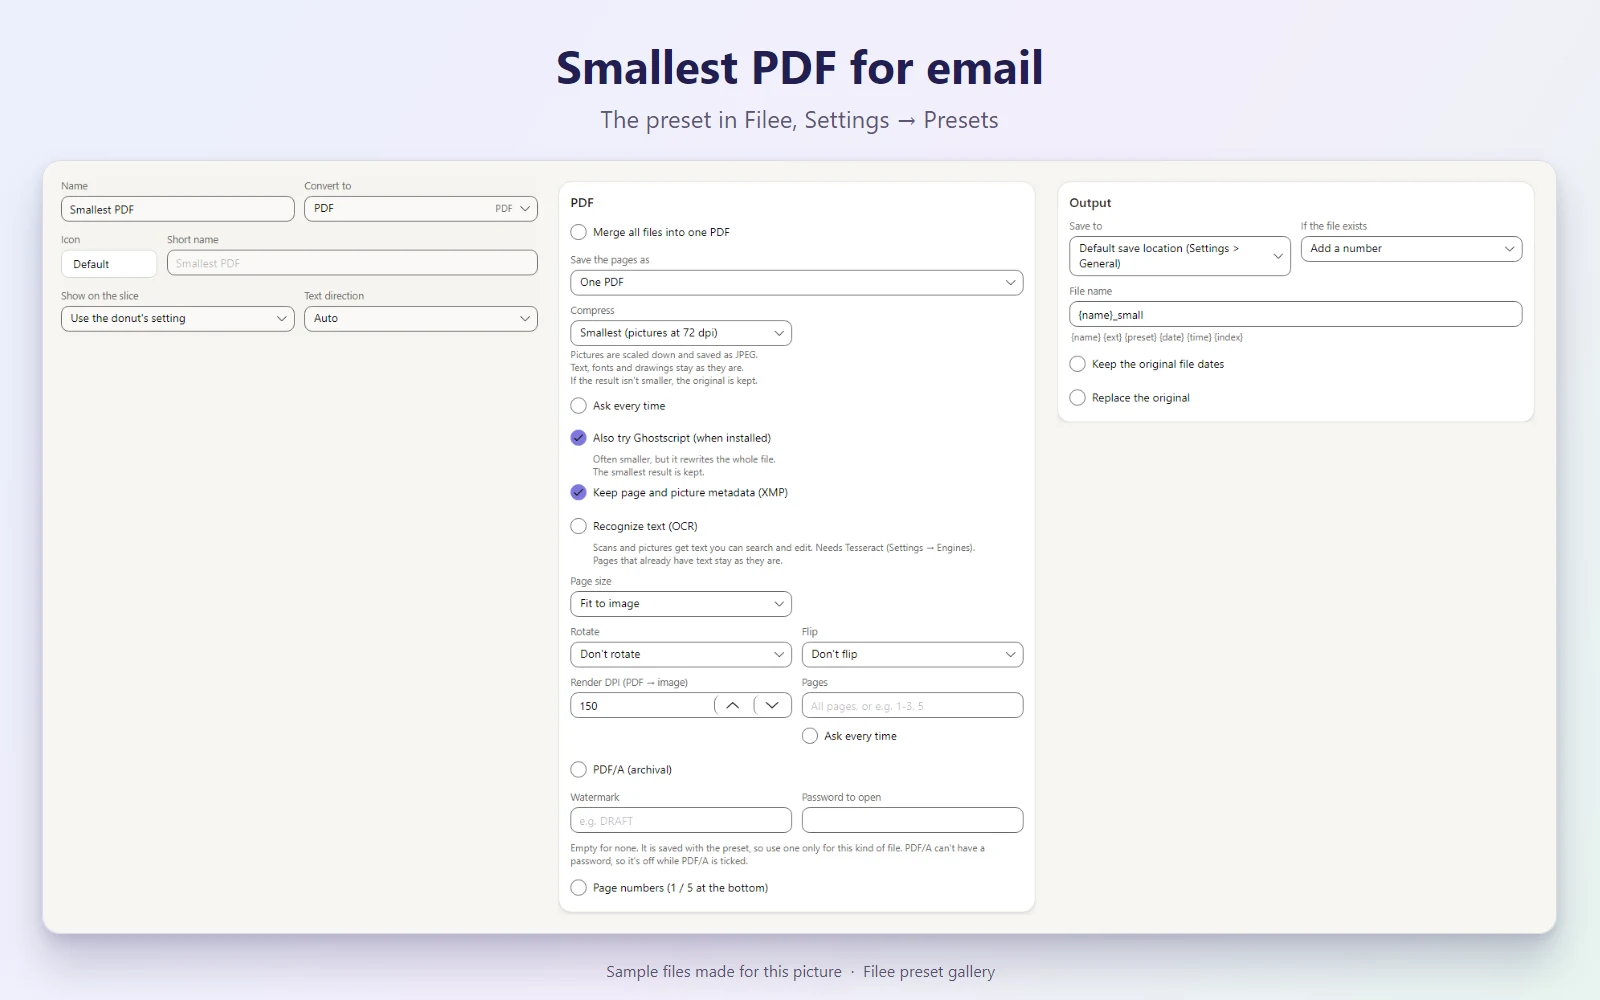 Smallest PDF for email
The preset in Filee, Settings → Presets
Name
Smallest PDF
Convert to
PDF PDF
Icon
Default
Short name
Smallest PDF
Show on the slice
Use the donut's setting
Text direction
Auto
PDF
Merge all files into one PDF
Save the pages as
One PDF
Compress
Smallest (pictures at 72 dpi)
Pictures are scaled down and saved as JPEG.
Text, fonts and drawings stay as they are.
If the result isn't smaller, the original is kept.
Ask every time
Also try Ghostscript (when installed)
Often smaller, but it rewrites the whole file.
The smallest result is kept.
Keep page and picture metadata (XMP)
Recognize text (OCR)
Scans and pictures get text you can search and edit. Needs Tesseract (Settings → Engines).
Pages that already have text stay as they are.
Page size
Fit to image
Rotate
Don't rotate
Flip
Don't flip
Render DPI (PDF → image)
150
Pages
All pages, or e.g. 1-3, 5
Ask every time
PDF/A (archival)
Watermark
e.g. DRAFT
Password to open
Empty for none. It is saved with the preset, so use one only for this kind of file. PDF/A can't have a
password, so it's off while PDF/A is ticked.
Page numbers (1 / 5 at the bottom)
Output
Save to
Default save location (Settings >
General)
If the file exists
Add a number
File name
{name}_small
{name} {ext} {preset} {date} {time} {index}
Keep the original file dates
Replace the original
Sample files made for this picture · Filee preset gallery